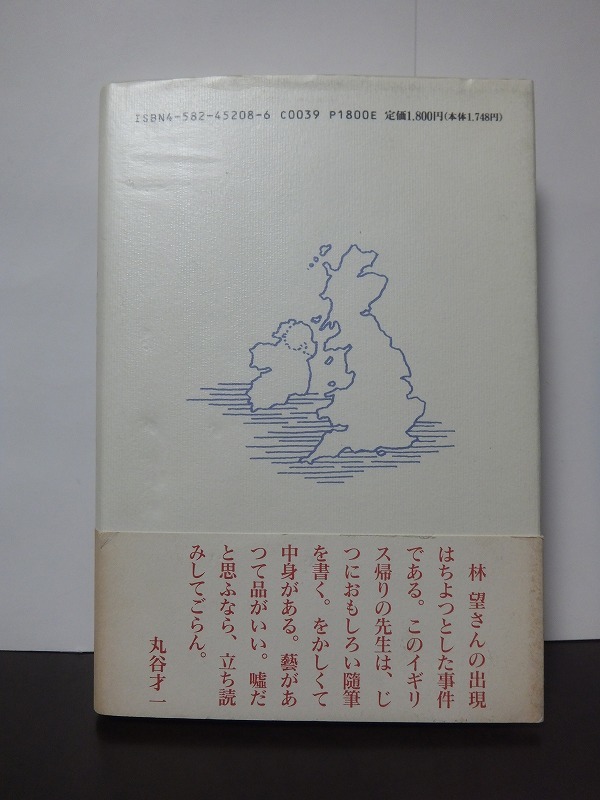 ISBN4-582-45208-6 C0039 P1800E 定価1,800円(本体1,748円)
林 望さんの出現
はちよつとした事件
である。このイギリ
ス帰りの先生は、じ
つにおもしろい隨筆
を書く。をかしくて
中身がある。藝があ
つて品がいい。噓だ
と思ふなら、立ち読
みしてごらん。
丸谷才一